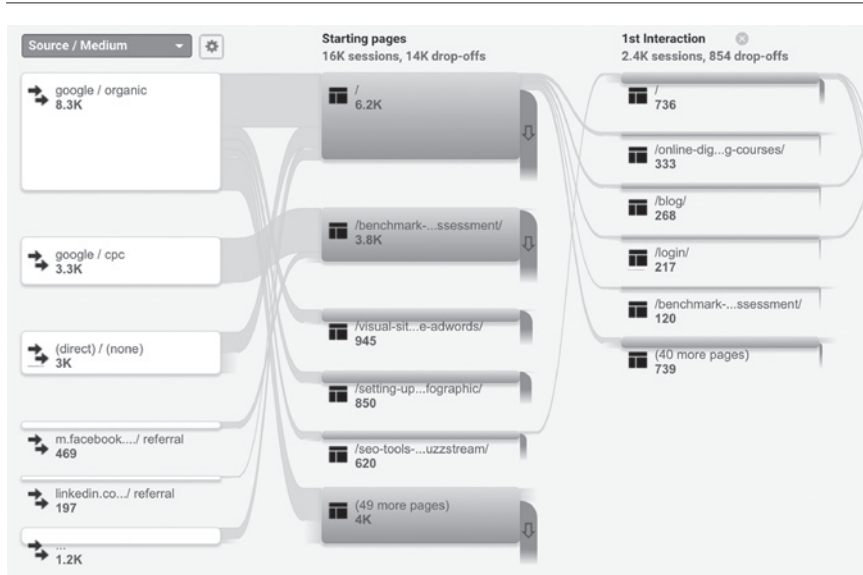 Source / Medium
Starting pages
16K sessions, 14K drop-offs
1st Interaction
2.4K sessions, 854 drop-offs
google / organic
8.3K
google / cpc
3.3K
(direct) / (none)
3K
m.facebook..../ referral
469
linkedin.co.../ referral
197
...
1.2K
/
6.2K
/benchmark-...ssessment/
3.8K
/visual-sit...e-adwords/
945
/setting-up...fographic/
850
/seo-tools-...uzzstream/
620
(49 more pages)
4K
/
736
/online-dig...g-courses/
333
/blog/
268
/login/
217
/benchmark-...ssessment/
120
(40 more pages)
739